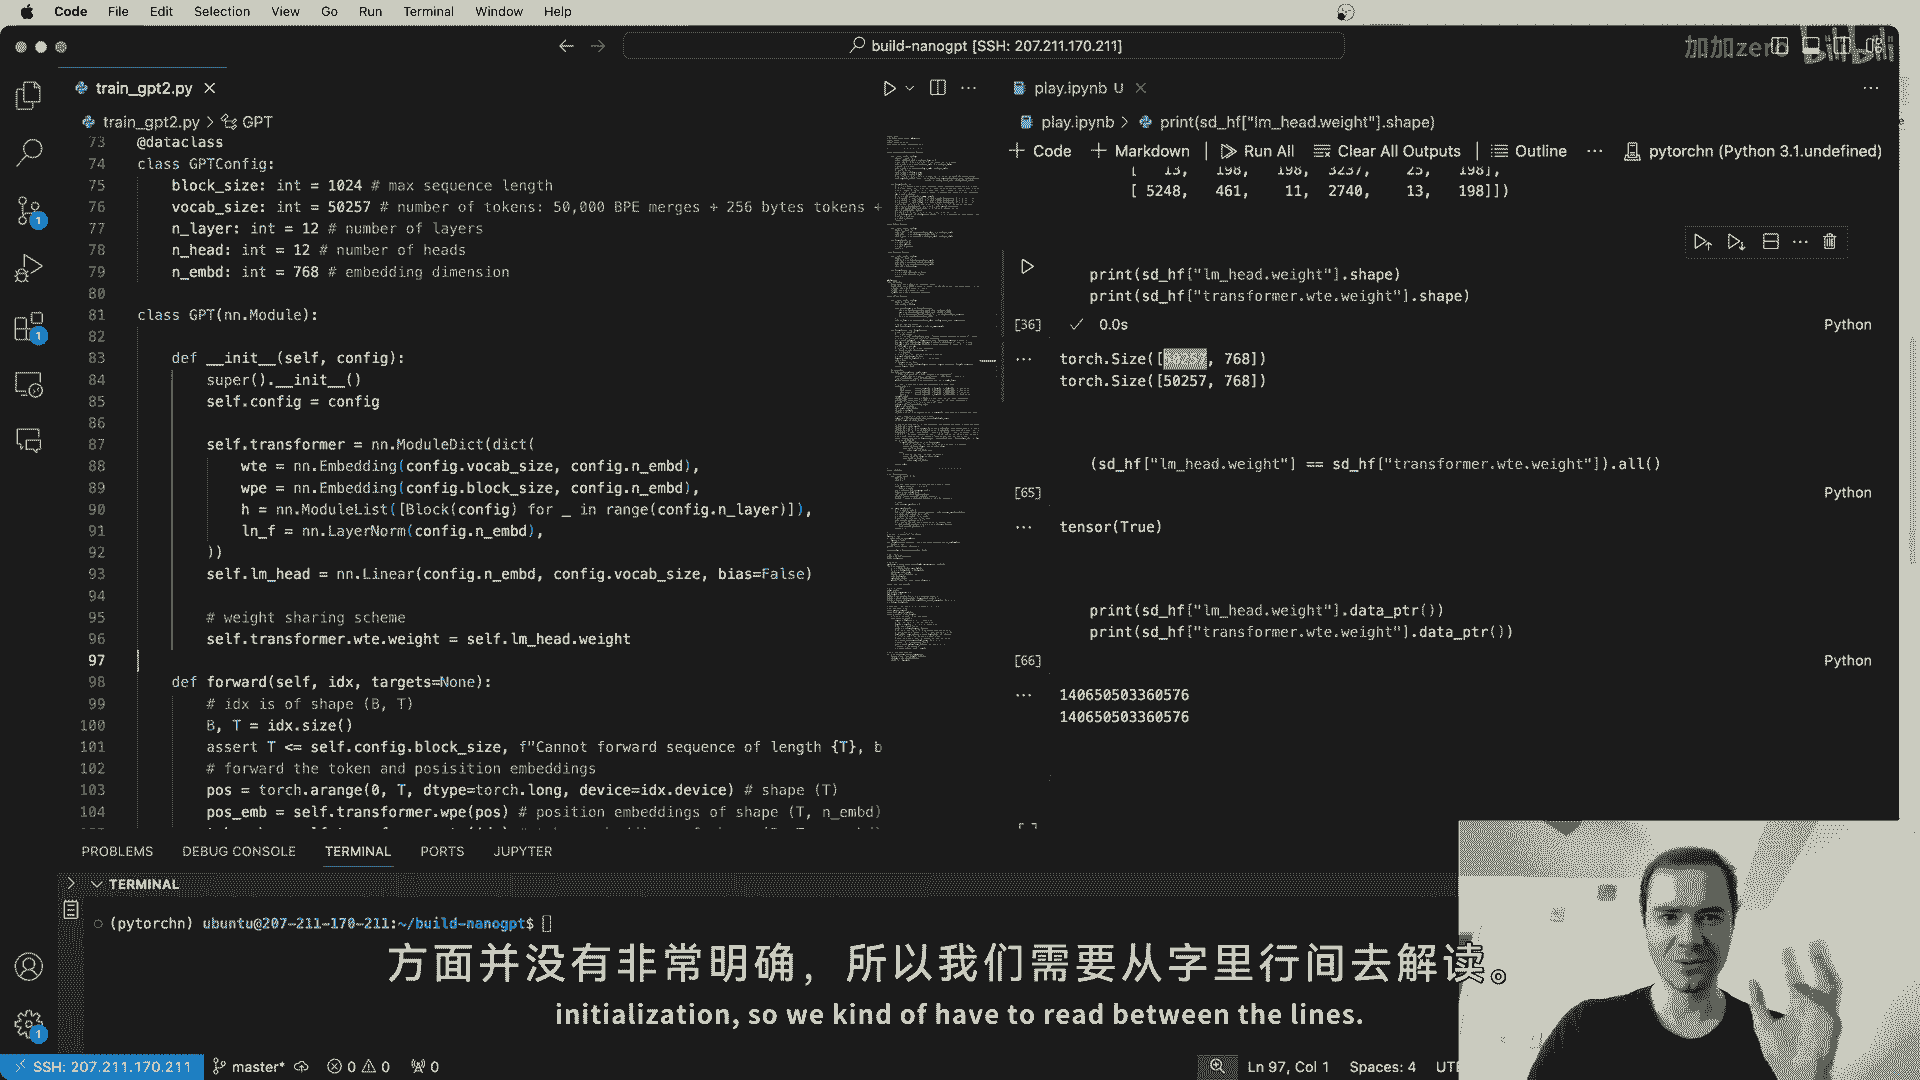 Code File Edit Selection View Go Run Terminal Window Help
build-nanogpt [SSH: 207.211.170.211]
加加zero bilibili
train_gpt2.py
train_gpt2.py > GPT
73 @dataclass
74 class GPTConfig:
75 block_size: int = 1024 # max sequence length
76 vocab_size: int = 50257 # number of tokens: 50,000 BPE merges + 256 bytes tokens +
77 n_layer: int = 12 # number of layers
78 n_head: int = 12 # number of heads
79 n_embd: int = 768 # embedding dimension
80
81 class GPT(nn.Module):
82
83 def __init__(self, config):
84 super().__init__()
85 self.config = config
86
87 self.transformer = nn.ModuleDict(dict(
88 wte = nn.Embedding(config.vocab_size, config.n_embd),
89 wpe = nn.Embedding(config.block_size, config.n_embd),
90 h = nn.ModuleList([Block(config) for _ in range(config.n_layer)]),
91 ln_f = nn.LayerNorm(config.n_embd),
92 ))
93 self.lm_head = nn.Linear(config.n_embd, config.vocab_size, bias=False)
94
95 # weight sharing scheme
96 self.transformer.wte.weight = self.lm_head.weight
97
98 def forward(self, idx, targets=None):
99 # idx is of shape (B, T)
100 B, T = idx.size()
101 assert T <= self.config.block_size, f"Cannot forward sequence of length {T}, b
102 # forward the token and posisition embeddings
103 pos = torch.arange(0, T, dtype=torch.long, device=idx.device) # shape (T)
104 pos_emb = self.transformer.wpe(pos) # position embeddings of shape (T, n_embd)
play.ipynb U
play.ipynb > print(sd_hf["lm_head.weight"].shape)
Code Markdown Run All Clear All Outputs Outline pytorchn (Python 3.1.undefined)
[ 13, 198, 198, 3237, 25, 198],
[ 5248, 461, 11, 2740, 13, 198]])
print(sd_hf["lm_head.weight"].shape)
print(sd_hf["transformer.wte.weight"].shape)
[36] 0.0s Python
torch.Size([50257, 768])
torch.Size([50257, 768])
(sd_hf["lm_head.weight"] == sd_hf["transformer.wte.weight"]).all()
[65] Python
tensor(True)
print(sd_hf["lm_head.weight"].data_ptr())
print(sd_hf["transformer.wte.weight"].data_ptr())
[66] Python
140650503360576
140650503360576
PROBLEMS DEBUG CONSOLE TERMINAL PORTS JUPYTER
TERMINAL
(pytorchn) ubuntu@207-211-170-211:~/build-nanogpt$
方面并没有非常明确，所以我们需要从字里行间去解读。
initialization, so we kind of have to read between the lines.
SSH: 207.211.170.211 master* 0 0 0 Ln 97, Col 1 Spaces: 4